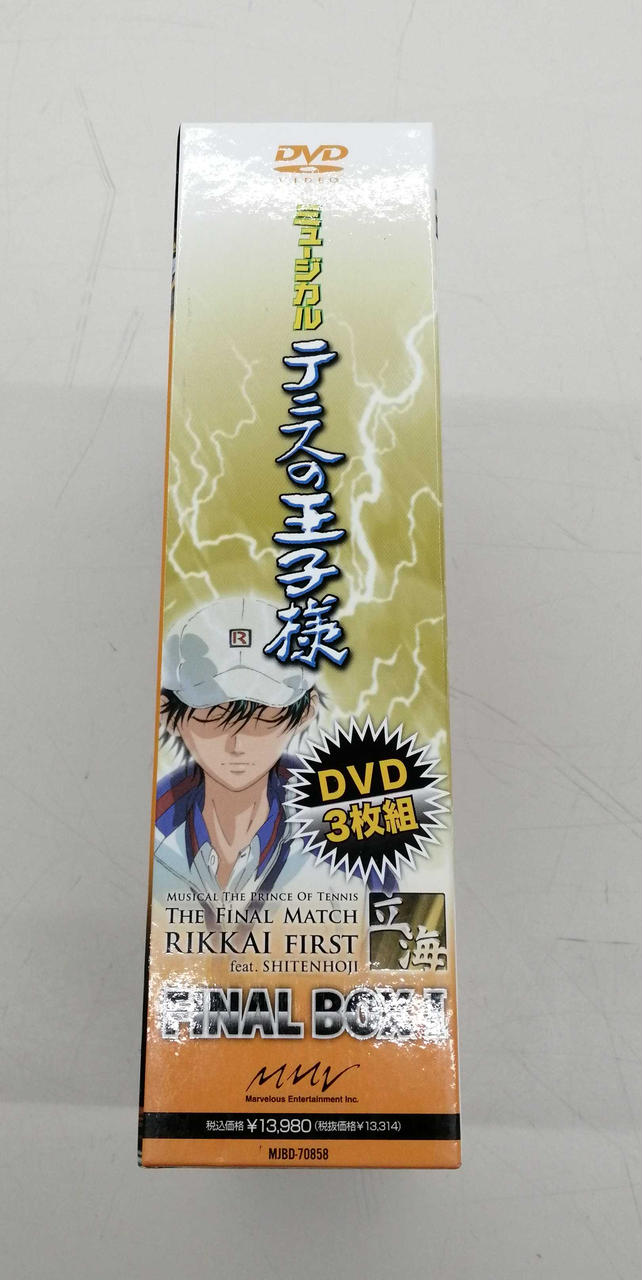 DVD
VIDEO
ミュージカル
テニスの王子様
R
DVD
3枚組
MUSICAL THE PRINCE OF TENNIS
THE FINAL MATCH
RIKKAI FIRST
feat. SHITENHOJI
立海
FINAL BOX I
MMV
Marvelous Entertainment Inc.
税込価格¥13,980(税抜価格¥13,314)
MJBD-70858